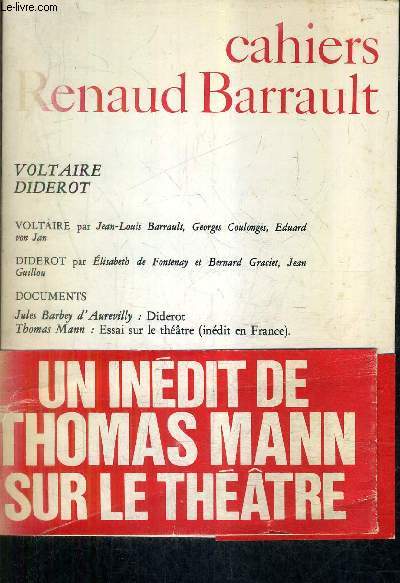 www.le-livre.com
cahiers
Renaud Barrault
VOLTAIRE
DIDEROT
VOLTAIRE par Jean-Louis Barrault, Georges Coulonges, Eduard
von Jan
DIDEROT par Élisabeth de Fontenay et Bernard Graciet, Jean
Guillou
DOCUMENTS
Jules Barbey d'Aurevilly : Diderot
Thomas Mann : Essai sur le théâtre (inédit en France).
UN INÉDIT DE
THOMAS MANN
SUR LE THÉÂTRE